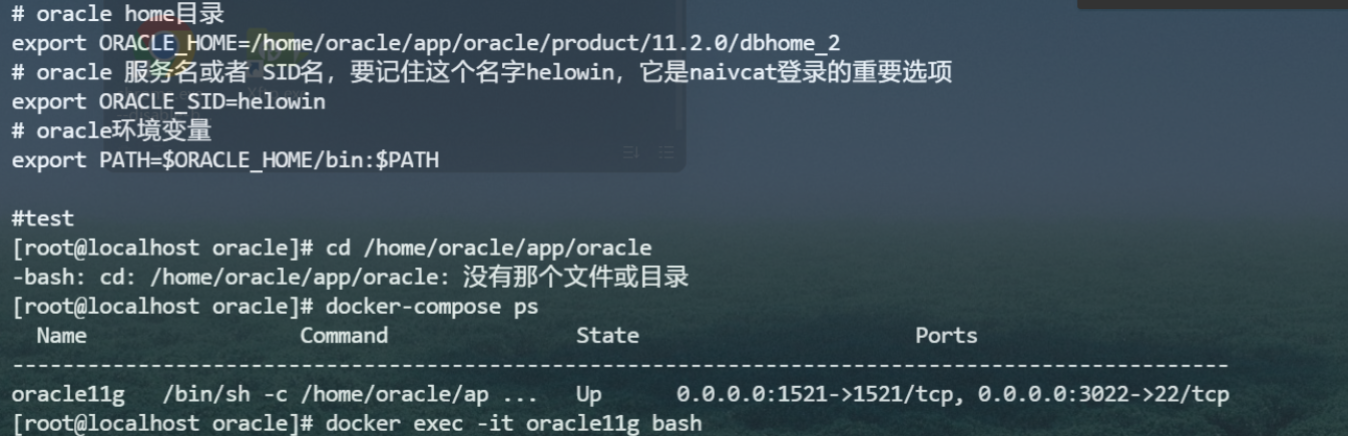 # oracle home目录
export ORACLE_HOME=/home/oracle/app/oracle/product/11.2.0/dbhome_2
# oracle 服务名或者 SID名，要记住这个名字helowin，它是naivcat登录的重要选项
export ORACLE_SID=helowin
# oracle环境变量
export PATH=$ORACLE_HOME/bin:$PATH
#test
[root@localhost oracle]# cd /home/oracle/app/oracle
-bash: cd: /home/oracle/app/oracle: 没有那个文件或目录
[root@localhost oracle]# docker-compose ps
Name Command State Ports
--------------------------------------------------------------------------------------------------
oracle11g /bin/sh -c /home/oracle/ap ... Up 0.0.0.0:1521->1521/tcp, 0.0.0.0:3022->22/tcp
[root@localhost oracle]# docker exec -it oracle11g bash